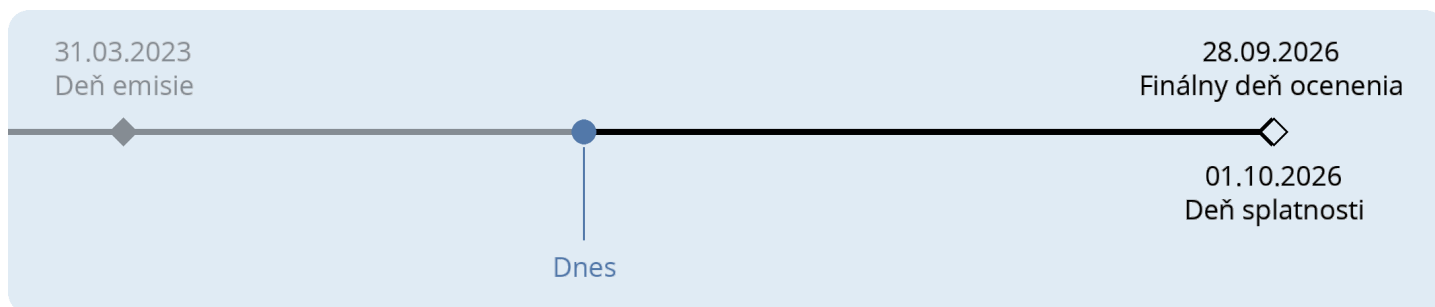 31.03.2023
Deň emisie
28.09.2026
Finálny deň ocenenia
01.10.2026
Deň splatnosti
Dnes